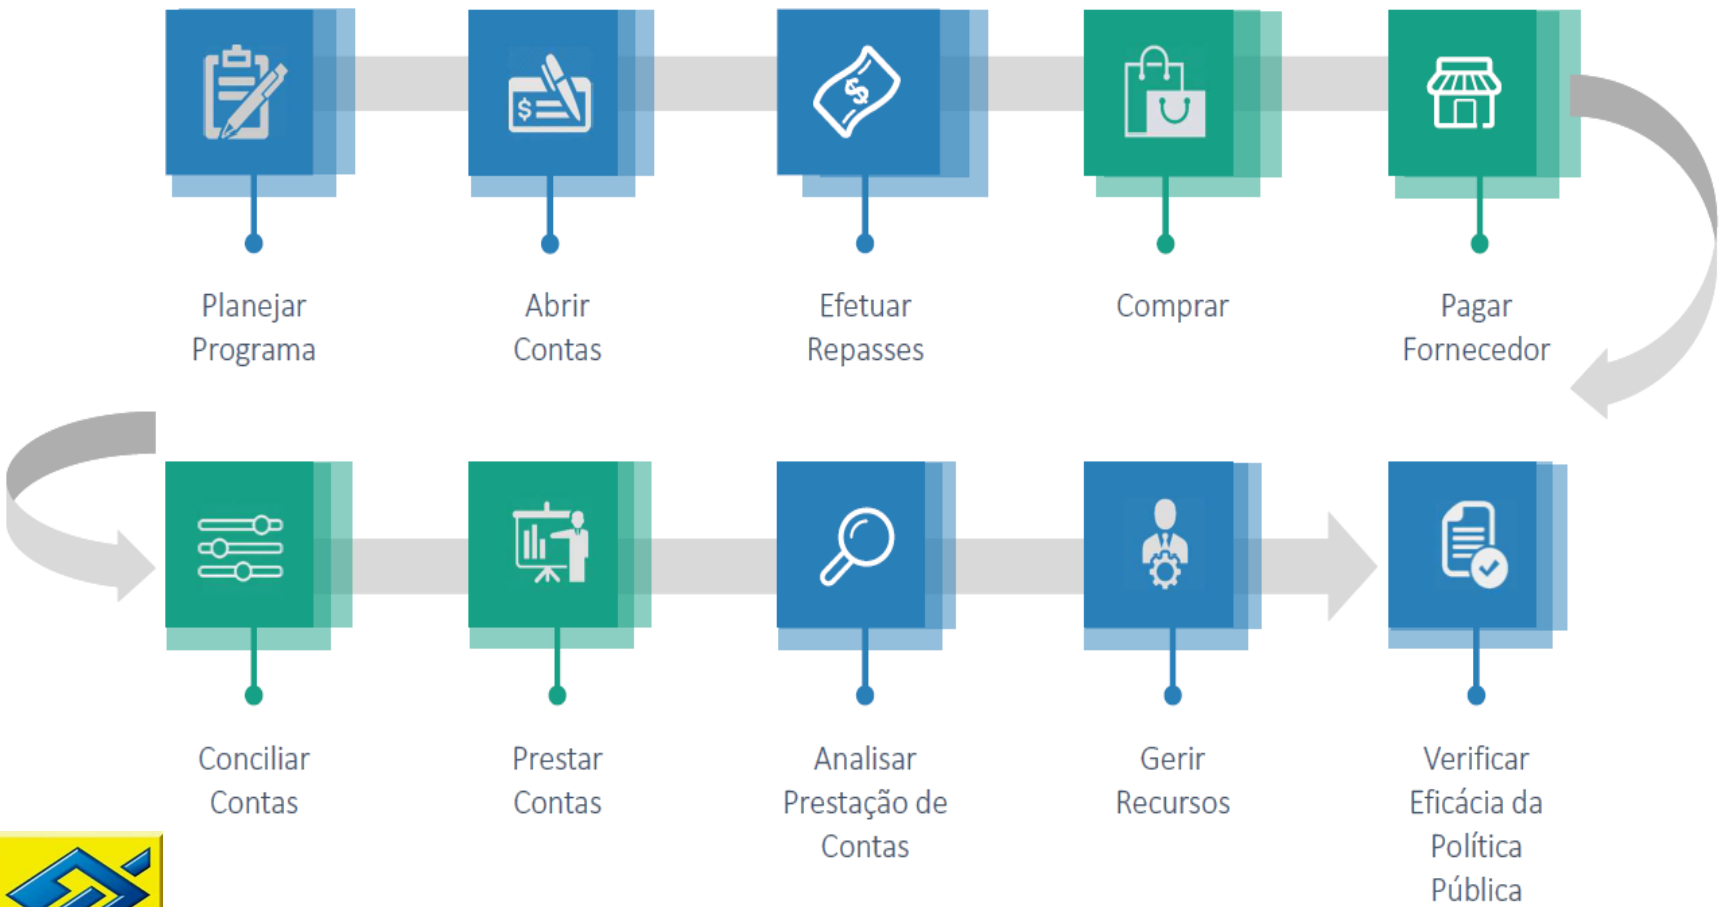 $
$
Planejar
Programa
Abrir
Contas
Efetuar
Repasses
Comprar
Pagar
Fornecedor
Conciliar
Contas
Prestar
Contas
Analisar
Prestação de
Contas
Gerir
Recursos
Verificar
Eficácia da
Política
Pública